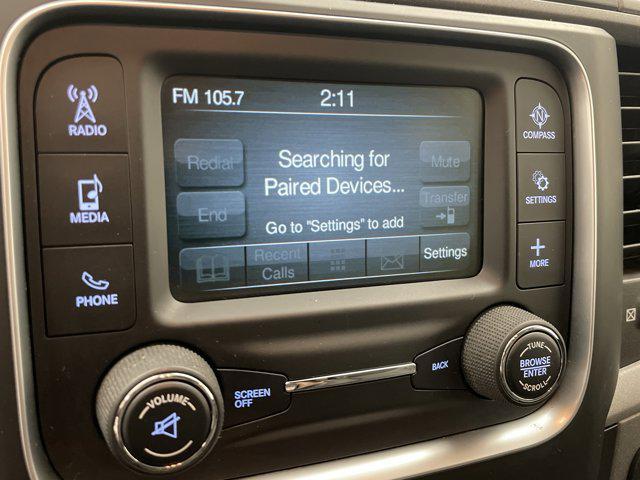 FM 105.7
2:11
RADIO
MEDIA
PHONE
Redial
End
Searching for
Paired Devices...
Go to "Settings" to add
Mute
Transfer
Recent
Calls
Settings
COMPASS
SETTINGS
+
MORE
VOLUME
SCREEN
OFF
BACK
TUNE
BROWSE
ENTER
SCROLL